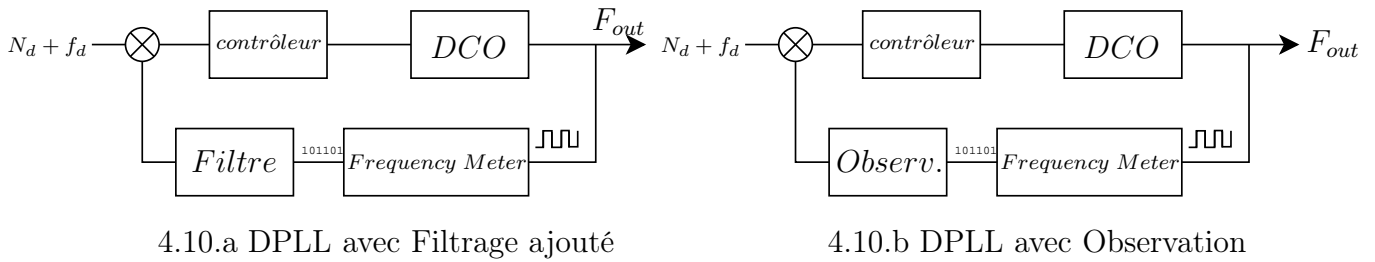 N_d + f_d
contrôleur
DCO
F_out
Filtre
101101
Frequency Meter
4.10.a DPLL avec Filtrage ajouté
N_d + f_d
contrôleur
DCO
F_out
Observ.
101101
Frequency Meter
4.10.b DPLL avec Observation